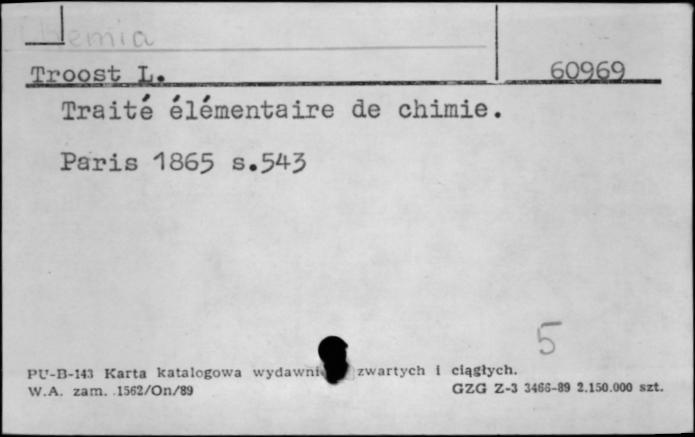 Chemia
Troost L. 60969
Traité élémentaire de chimie.
Paris 1865 s.543
5
PU-B-143 Karta katalogowa wydawni zwartych i ciągłych.
W.A. zam. 1562/On/89 GZG Z-3 3466-89 2.150.000 szt.